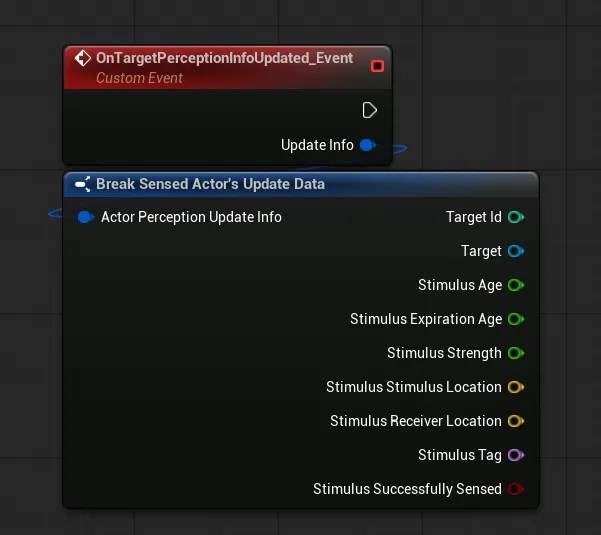 OnTargetPerceptionInfoUpdated_Event
Custom Event
Update Info
Break Sensed Actor's Update Data
Actor Perception Update Info
Target Id
Target
Stimulus Age
Stimulus Expiration Age
Stimulus Strength
Stimulus Stimulus Location
Stimulus Receiver Location
Stimulus Tag
Stimulus Successfully Sensed